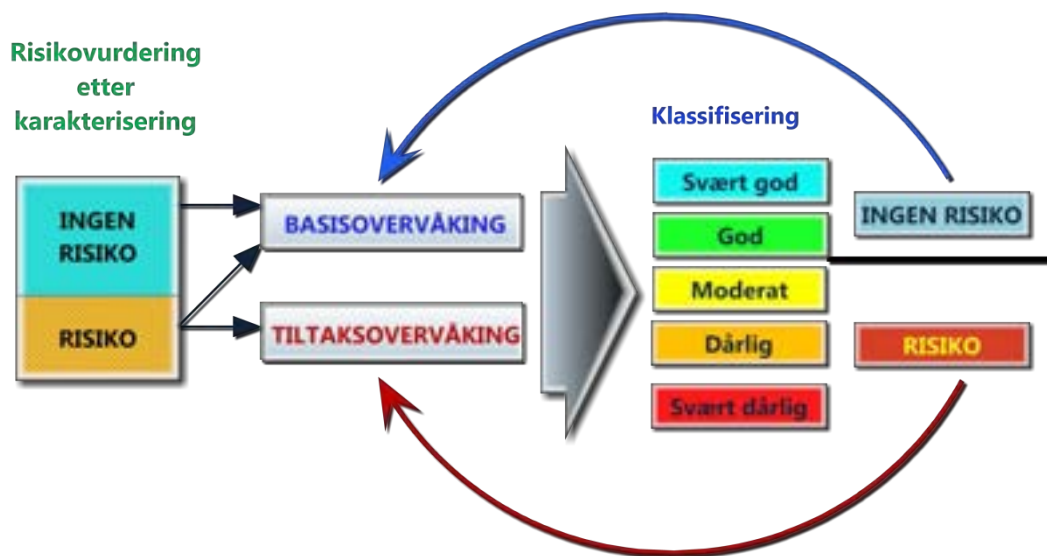 Risikovurdering
etter
karakterisering
INGEN
RISIKO
RISIKO
BASISOVERVÅKING
TILTAKSOVERVÅKING
Klassifisering
Svært god
God
Moderat
Dårlig
Svært dårlig
INGEN RISIKO
RISIKO